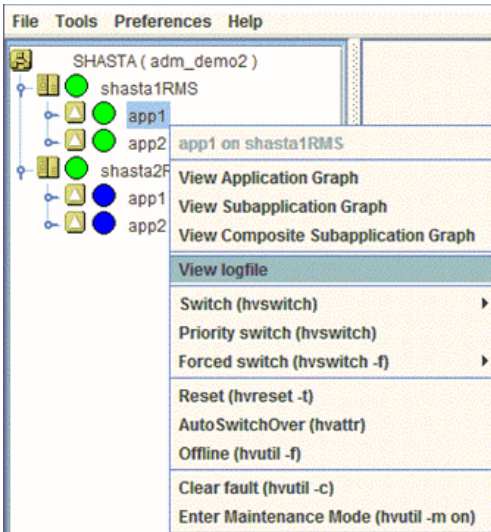 File Tools Preferences Help
SHASTA ( adm_demo2 )
shasta1RMS
app1
app2
shasta2R
app1
app2
app1 on shasta1RMS
View Application Graph
View Subapplication Graph
View Composite Subapplication Graph
View logfile
Switch (hvswitch)
Priority switch (hvswitch)
Forced switch (hvswitch -f)
Reset (hvreset -t)
AutoSwitchOver (hvattr)
Offline (hvutil -f)
Clear fault (hvutil -c)
Enter Maintenance Mode (hvutil -m on)